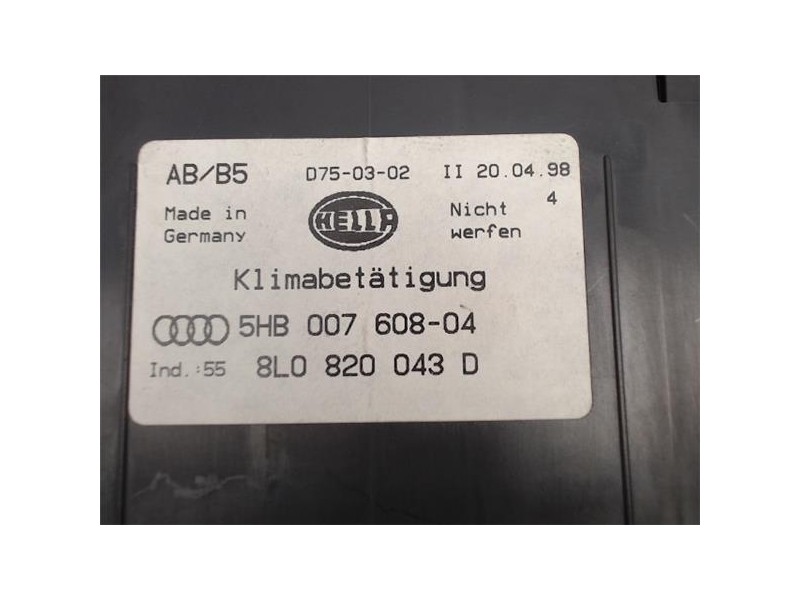 AB/B5 D75-03-02 II 20.04.98
Made in Germany
HELLA
Nicht 4
werfen
Klimabetätigung
5HB 007 608-04
Ind.:55 8L0 820 043 D